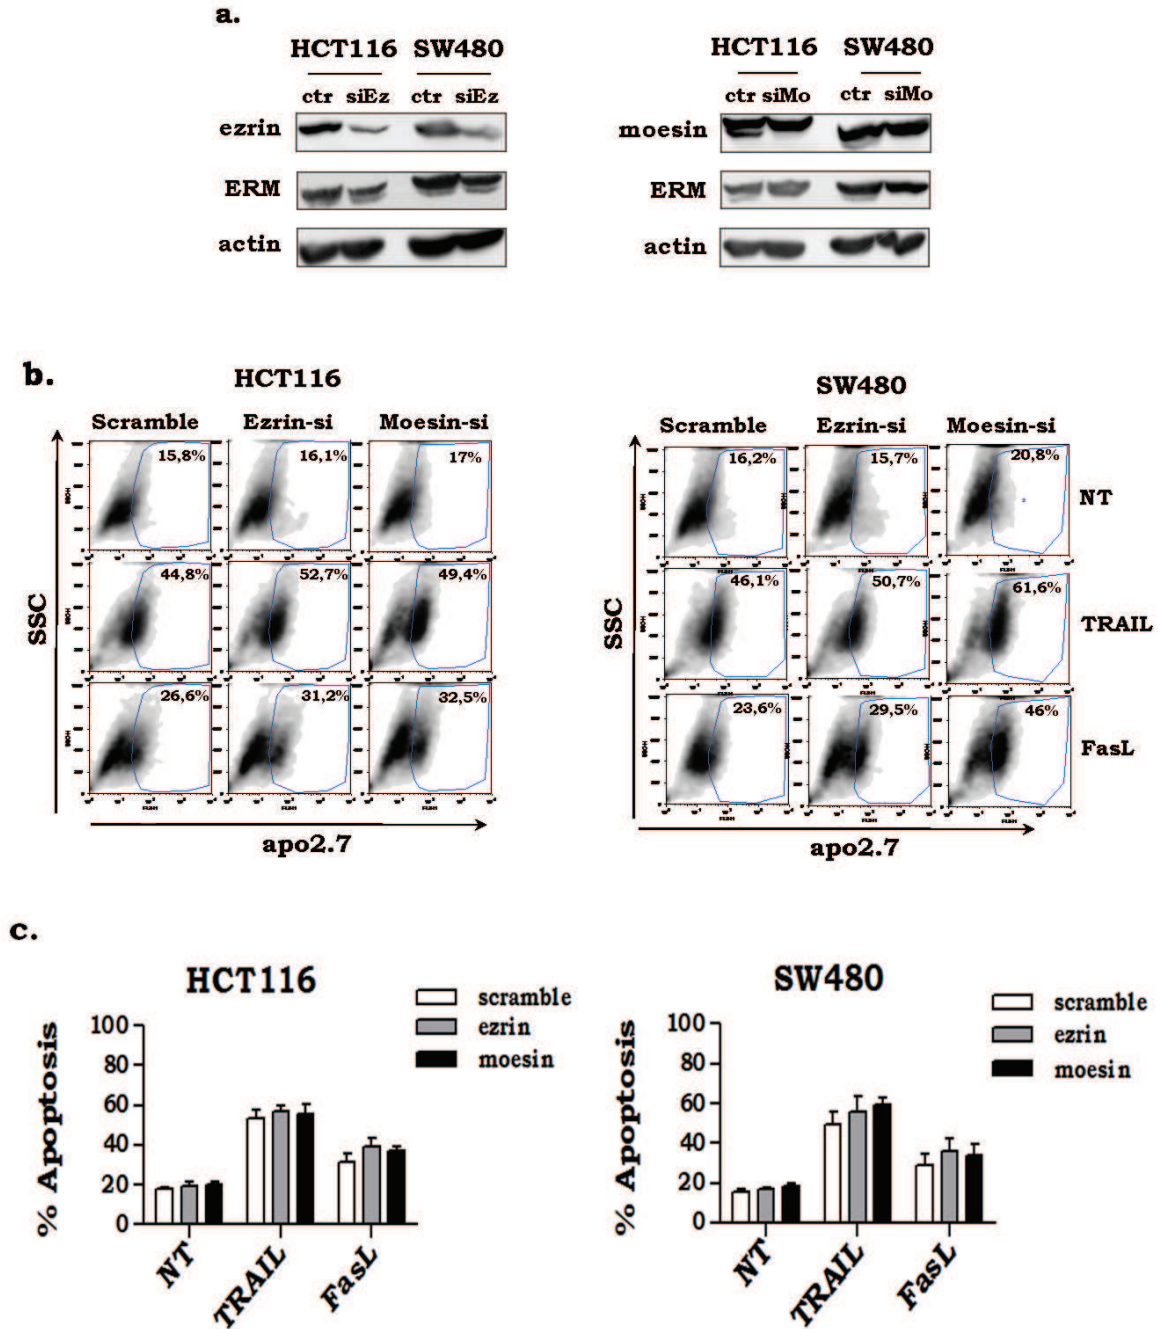 a.
HCT116 SW480
ctr siEz ctr siEz
ezrin
ERM
actin
HCT116 SW480
ctr siMo ctr siMo
moesin
ERM
actin
b.
HCT116
Scramble Ezrin-si Moesin-si
15,8% 16,1% 17%
44,8% 52,7% 49,4%
26,6% 31,2% 32,5%
SSC
apo2.7
SW480
Scramble Ezrin-si Moesin-si
16,2% 15,7% 20,8% NT
46,1% 50,7% 61,6% TRAIL
23,6% 29,5% 46% FasL
SSC
apo2.7
c.
HCT116
scramble
ezrin
moesin
% Apoptosis
100
80
60
40
20
0
NT TRAIL FasL
SW480
scramble
ezrin
moesin
% Apoptosis
100
80
60
40
20
0
NT TRAIL FasL